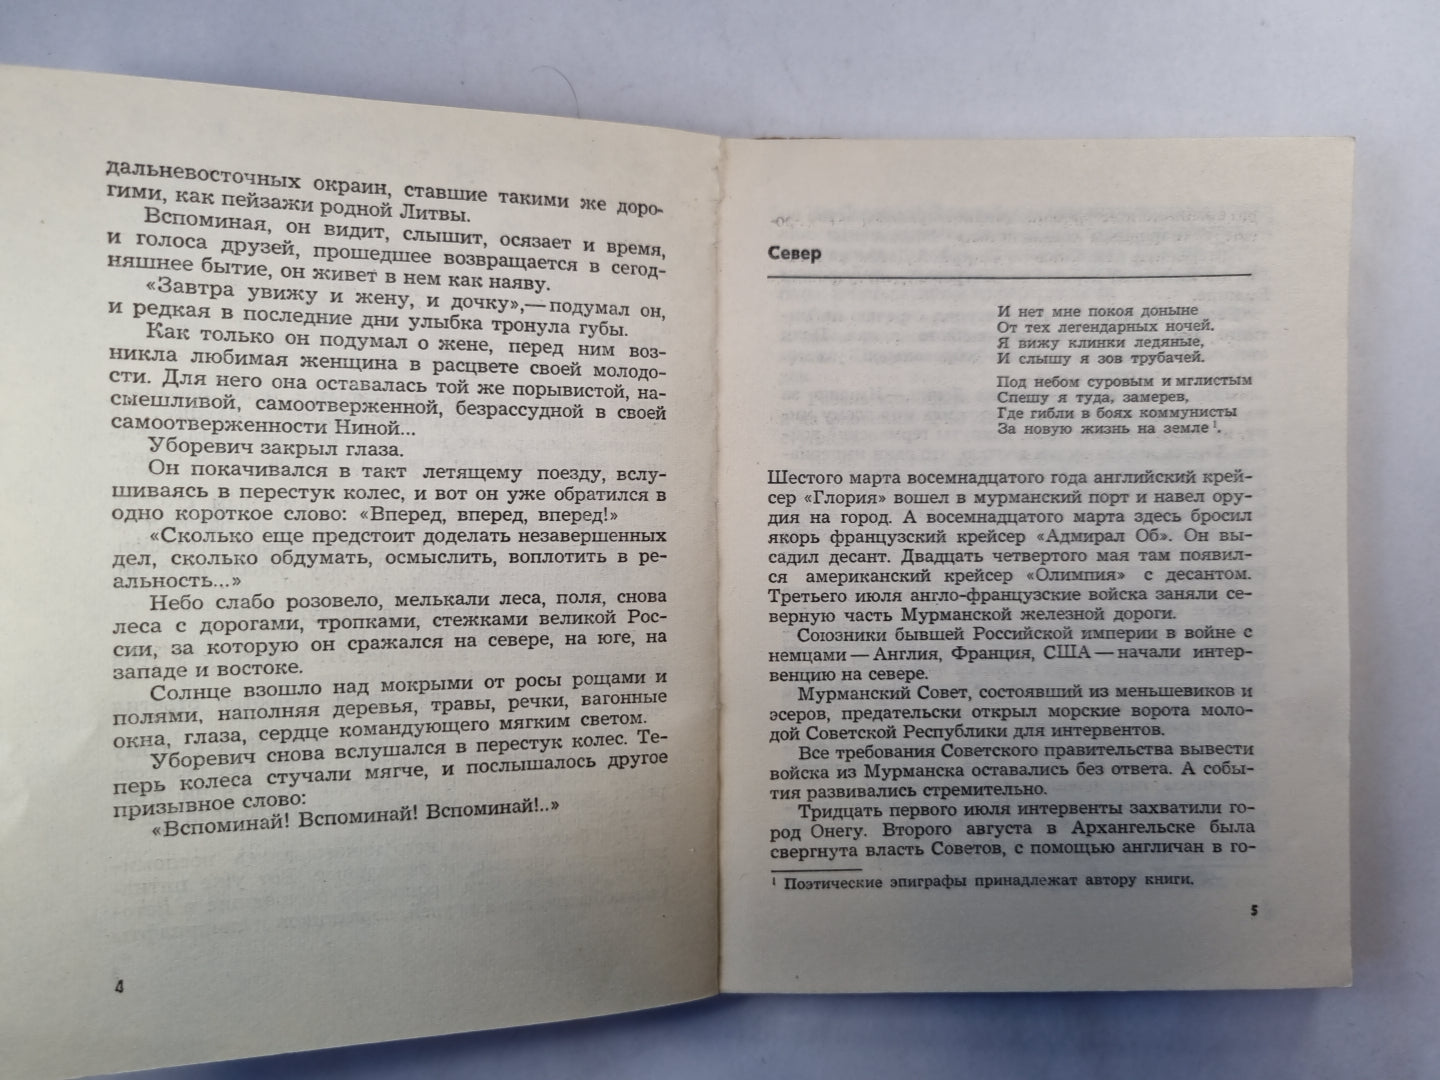 дальневосточных окраин, ставшие такими же доро-
гими, как пейзажи родной Литвы.
Вспоминая, он видит, слышит, осязает и время,
и голоса друзей, прошедшее возвращается в сегод-
няшнее бытие, он живет в нем как наяву.
«Завтра увижу и жену, и дочку»,—подумал он,
и редкая в последние дни улыбка тронула губы.
Как только он подумал о жене, перед ним воз-
никла любимая женщина в расцвете своей молодо-
сти. Для него она оставалась той же порывистой, на-
смешливой, самоотверженной, безрассудной в своей
самоотверженности Ниной...
Уборевич закрыл глаза.
Он покачивался в такт летящему поезду, вслу-
шиваясь в перестук колес, и вот он уже обратился в
одно короткое слово: «Вперед, вперед, вперед!»
«Сколько еще предстоит доделать незавершенных
дел, сколько обдумать, осмыслить, воплотить в ре-
альность...»
Небо слабо розовело, мелькали леса, поля, снова
леса с дорогами, тропками, стежками великой Рос-
сии, за которую он сражался на севере, на юге, на
западе и востоке.
Солнце взошло над мокрыми от росы рощами и
полями, наполняя деревья, травы, речки, вагонные
окна, глаза, сердце командующего мягким светом.
Уборевич снова вслушался в перестук колес. Те-
перь колеса стучали мягче, и послышалось другое
призывное слово:
«Вспоминай! Вспоминай! Вспоминай!..»
4
Север
И нет мне покоя доныне
От тех легендарных ночей.
Я вижу клинки ледяные,
И слышу я зов трубачей.
Под небом суровым и мглистым
Спешу я туда, замерев,
Где гибли в боях коммунисты
За новую жизнь на земле¹.
Шестого марта восемнадцатого года английский крей-
сер «Глория» вошел в мурманский порт и навел ору-
дия на город. А восемнадцатого марта здесь бросил
якорь французский крейсер «Адмирал Об». Он вы-
садил десант. Двадцать четвертого мая там появил-
ся американский крейсер «Олимпия» с десантом.
Третьего июля англо-французские войска заняли се-
верную часть Мурманской железной дороги.
Союзники бывшей Российской империи в войне с
немцами—Англия, Франция, США—начали интер-
венцию на севере.
Мурманский Совет, состоявший из меньшевиков и
эсеров, предательски открыл морские ворота моло-
дой Советской Республики для интервентов.
Все требования Советского правительства вывести
войска из Мурманска оставались без ответа. А собы-
тия развивались стремительно.
Тридцать первого июля интервенты захватили го-
род Онегу. Второго августа в Архангельске была
свергнута власть Советов, с помощью англичан в го-
¹ Поэтические эпиграфы принадлежат автору книги.
5